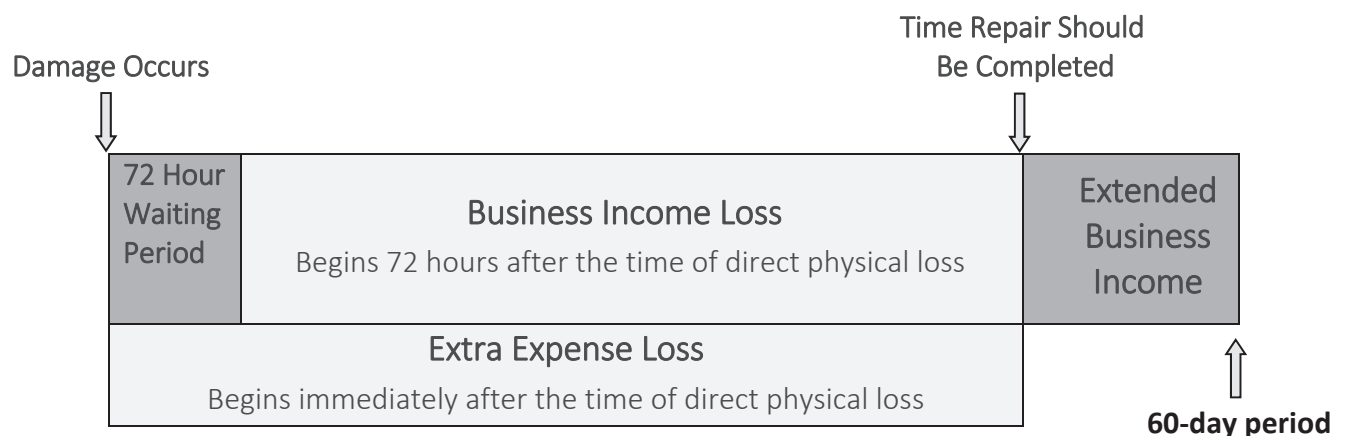 Time Repair Should
Be Completed
Damage Occurs
72 Hour
Waiting
Period
Business Income Loss
Begins 72 hours after the time of direct physical loss
Extended
Business
Income
Extra Expense Loss
Begins immediately after the time of direct physical loss
60-day period